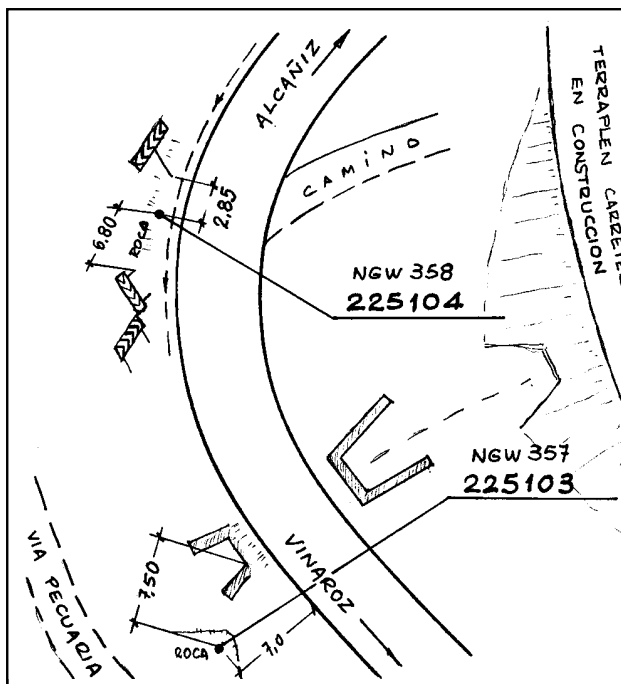 ALCAÑIZ
TERRAPLEN CARRETE
EN CONSTRUCCION
CAMINO
2.85
6.80
ROCA
NGW 358
225104
NGW 357
225103
VINAROZ
7,50
VIA PECUARIA
ROCA
7,0